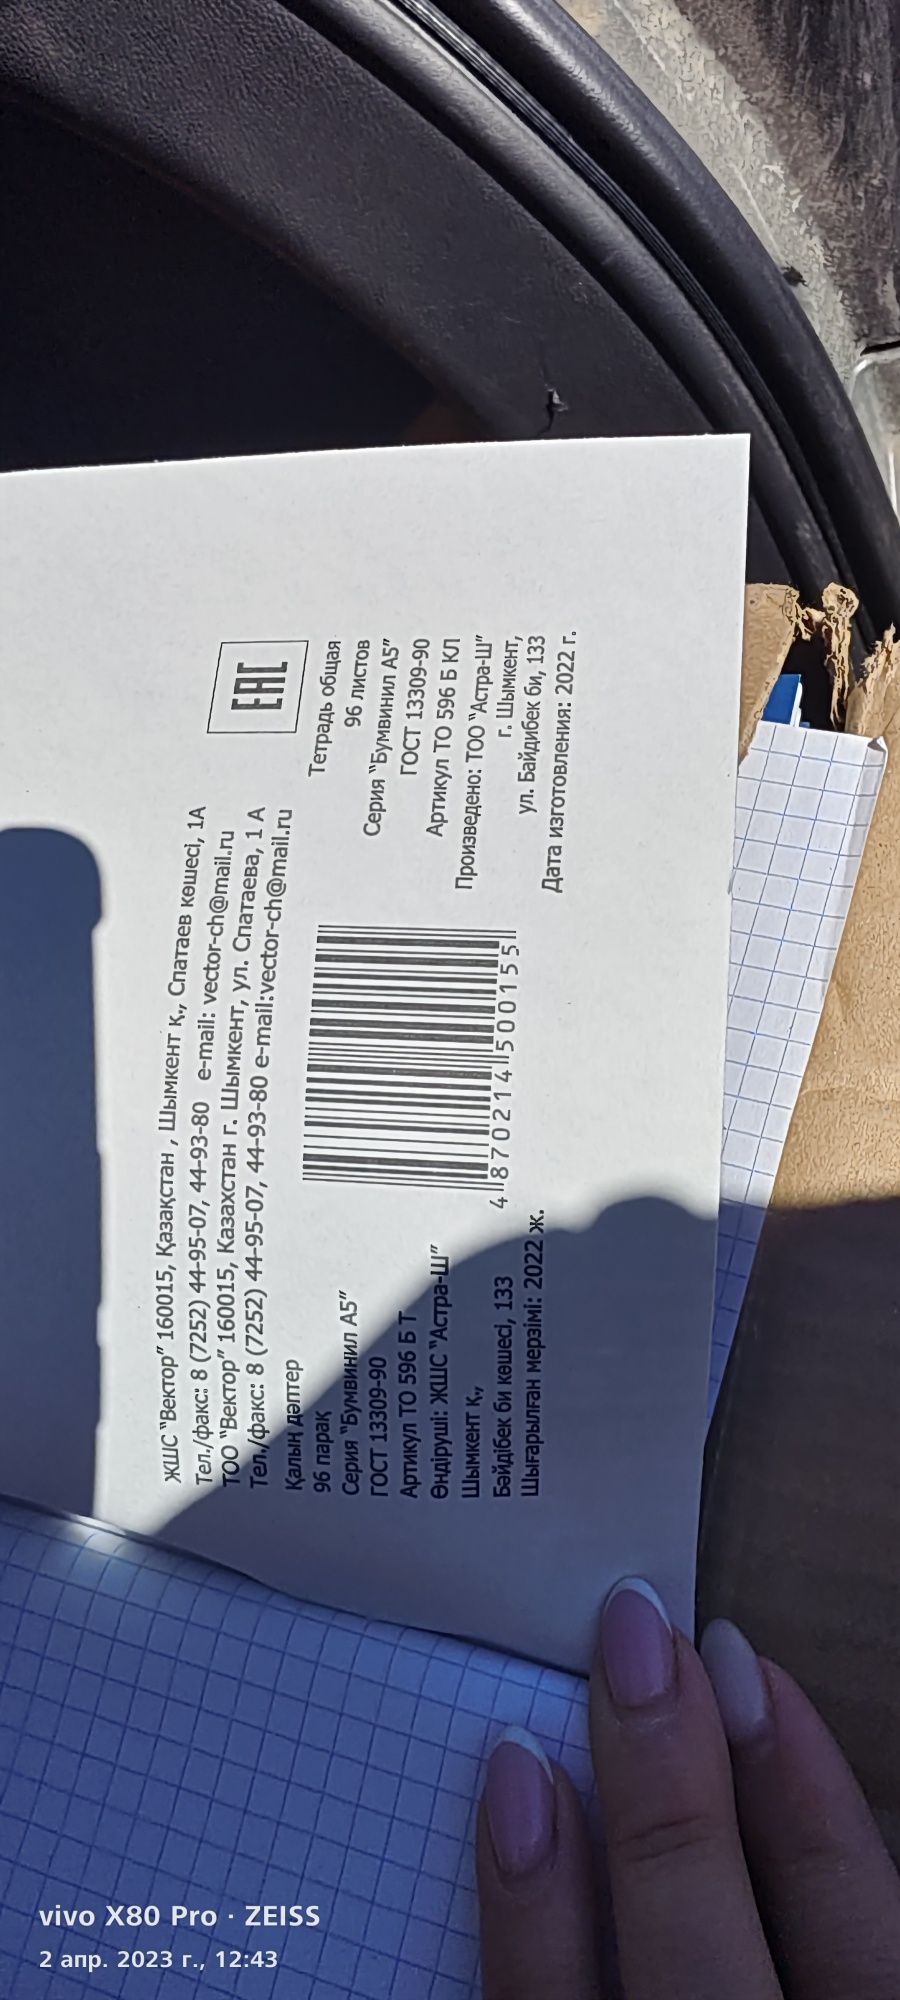 ЖШС "Вектор" 160015, Қазақстан , Шымкент қ., Спатаев көшесі, 1А
Тел./факс: 8 (7252) 44-95-07, 44-93-80 e-mail: vector-ch@mail.ru
ТОО "Вектор" 160015, Казахстан г. Шымкент, ул. Спатаева, 1 А
Тел./факс: 8 (7252) 44-95-07, 44-93-80 e-mail:vector-ch@mail.ru
Қалың дәптер
96 парақ
Серия "Бумвинил А5"
ГОСТ 13309-90
Артикул ТО 596 Б Т
Өндіруші: ЖШС "Астра-Ш"
Шымкент қ.,
Бәйдібек би көшесі, 133
Шығарылған мерзімі: 2022 ж.
4 870214 500155
EAC
Тетрадь общая
96 листов
Серия "Бумвинил А5"
ГОСТ 13309-90
Артикул ТО 596 Б КЛ
Произведено: ТОО "Астра-Ш"
г. Шымкент,
ул. Байдибек би, 133
Дата изготовления: 2022 г.
vivo X80 Pro · ZEISS
2 апр. 2023 г., 12:43